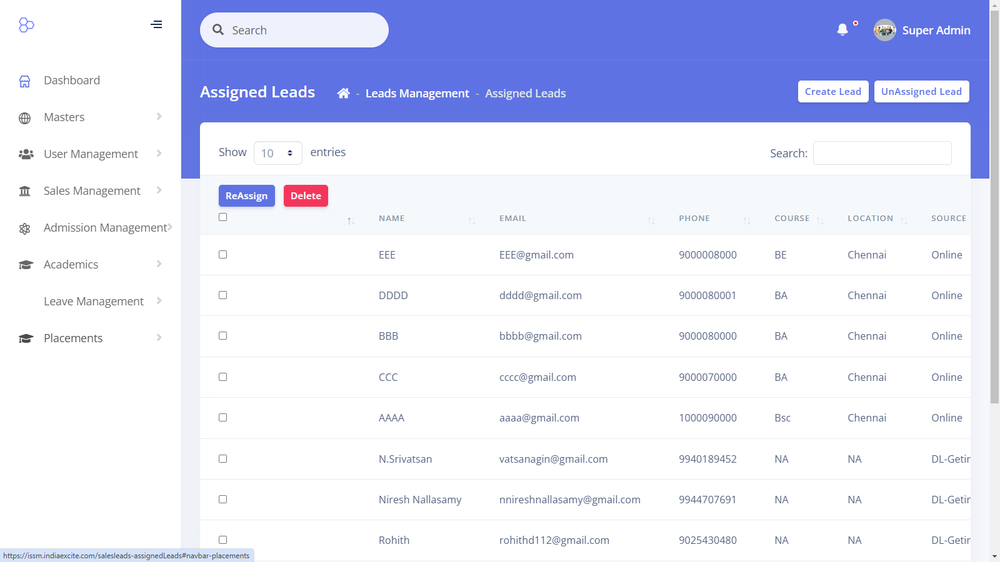 Search
Super Admin
Dashboard
Masters
User Management
Sales Management
Admission Management
Academics
Leave Management
Placements
Assigned Leads
- Leads Management - Assigned Leads
Create Lead
UnAssigned Lead
Show 10 entries
Search:
ReAssign
Delete
NAME EMAIL PHONE COURSE LOCATION SOURCE
EEE EEE@gmail.com 9000008000 BE Chennai Online
DDDD dddd@gmail.com 9000080001 BA Chennai Online
BBB bbbb@gmail.com 9000080000 BA Chennai Online
CCC cccc@gmail.com 9000070000 BA Chennai Online
AAAA aaaa@gmail.com 1000090000 Bsc Chennai Online
N.Srivatsan vatsanagin@gmail.com 9940189452 NA NA DL-Getin
Niresh Nallasamy nnireshnallasamy@gmail.com 9944707691 NA NA DL-Getin
Rohith rohithd112@gmail.com 9025430480 NA NA DL-Getin
https://issm.indiaexcite.com/salesleads-assignedLeads#navbar-placements